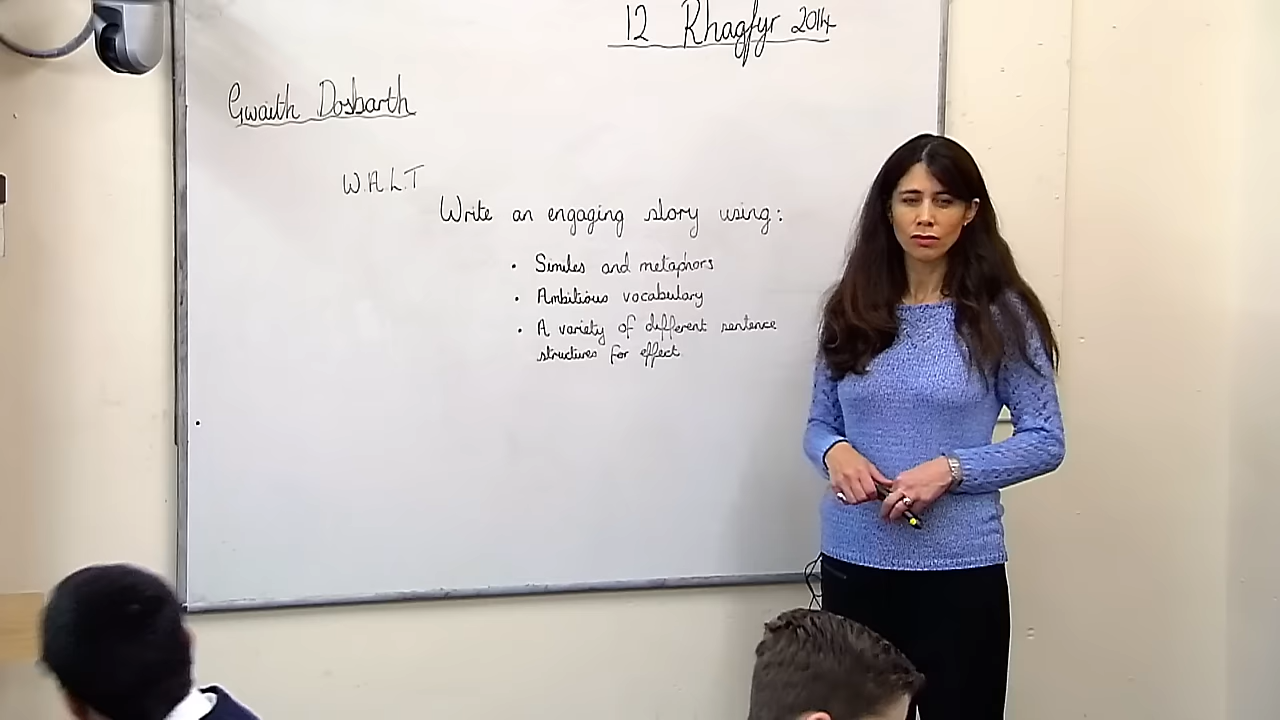 12 Rhagfyr 2014
Gwaith Dosbarth
W.A.L.T
Write an engaging story using:
• Similes and metaphors
• Ambitious vocabulary
• A variety of different sentence
structures for effect.